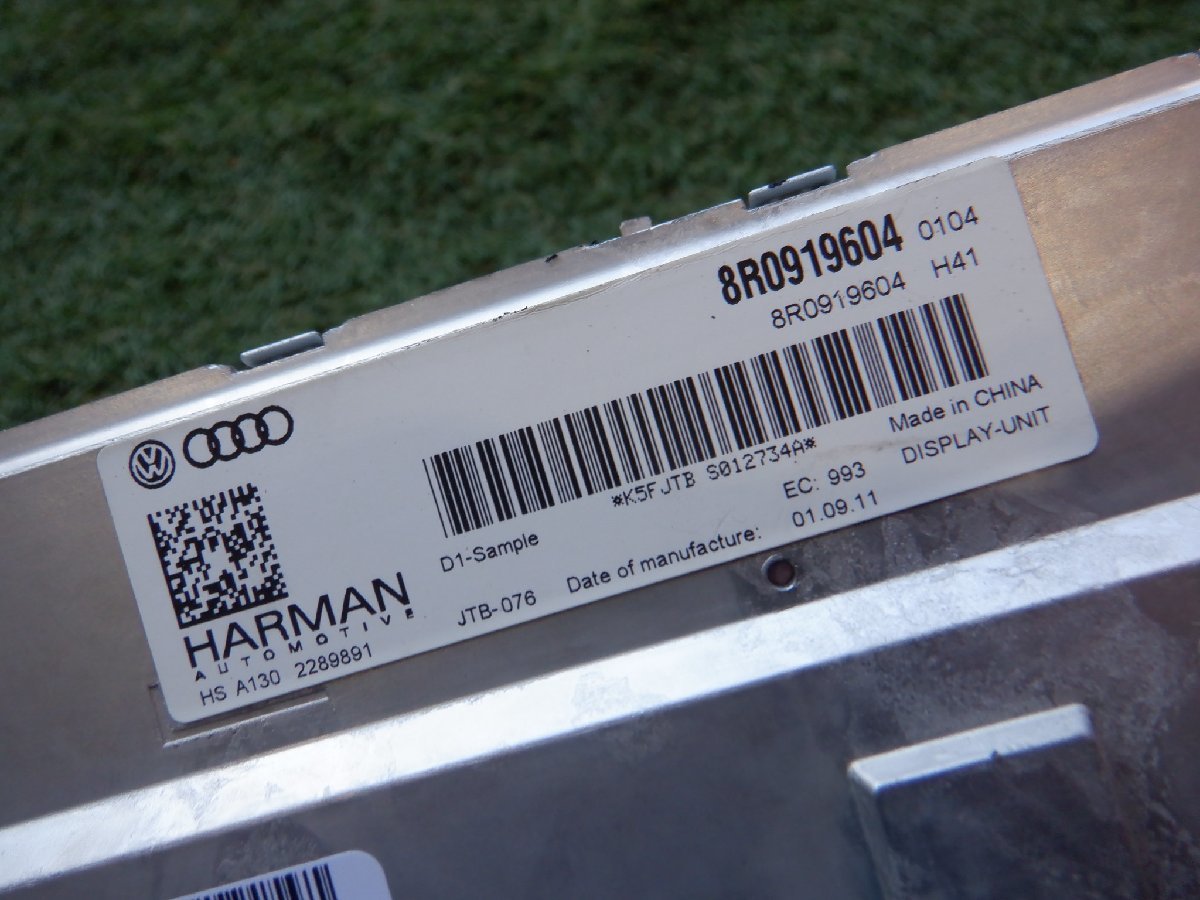 8R0919604 0104
8R0919604 H41
*K5FJTB S012734A*
Made in CHINA
D1-Sample
EC: 993
DISPLAY-UNIT
JTB-076
Date of manufacture: 01.09.11
HARMAN
AUTOMOTIVE
HS A130 2289891